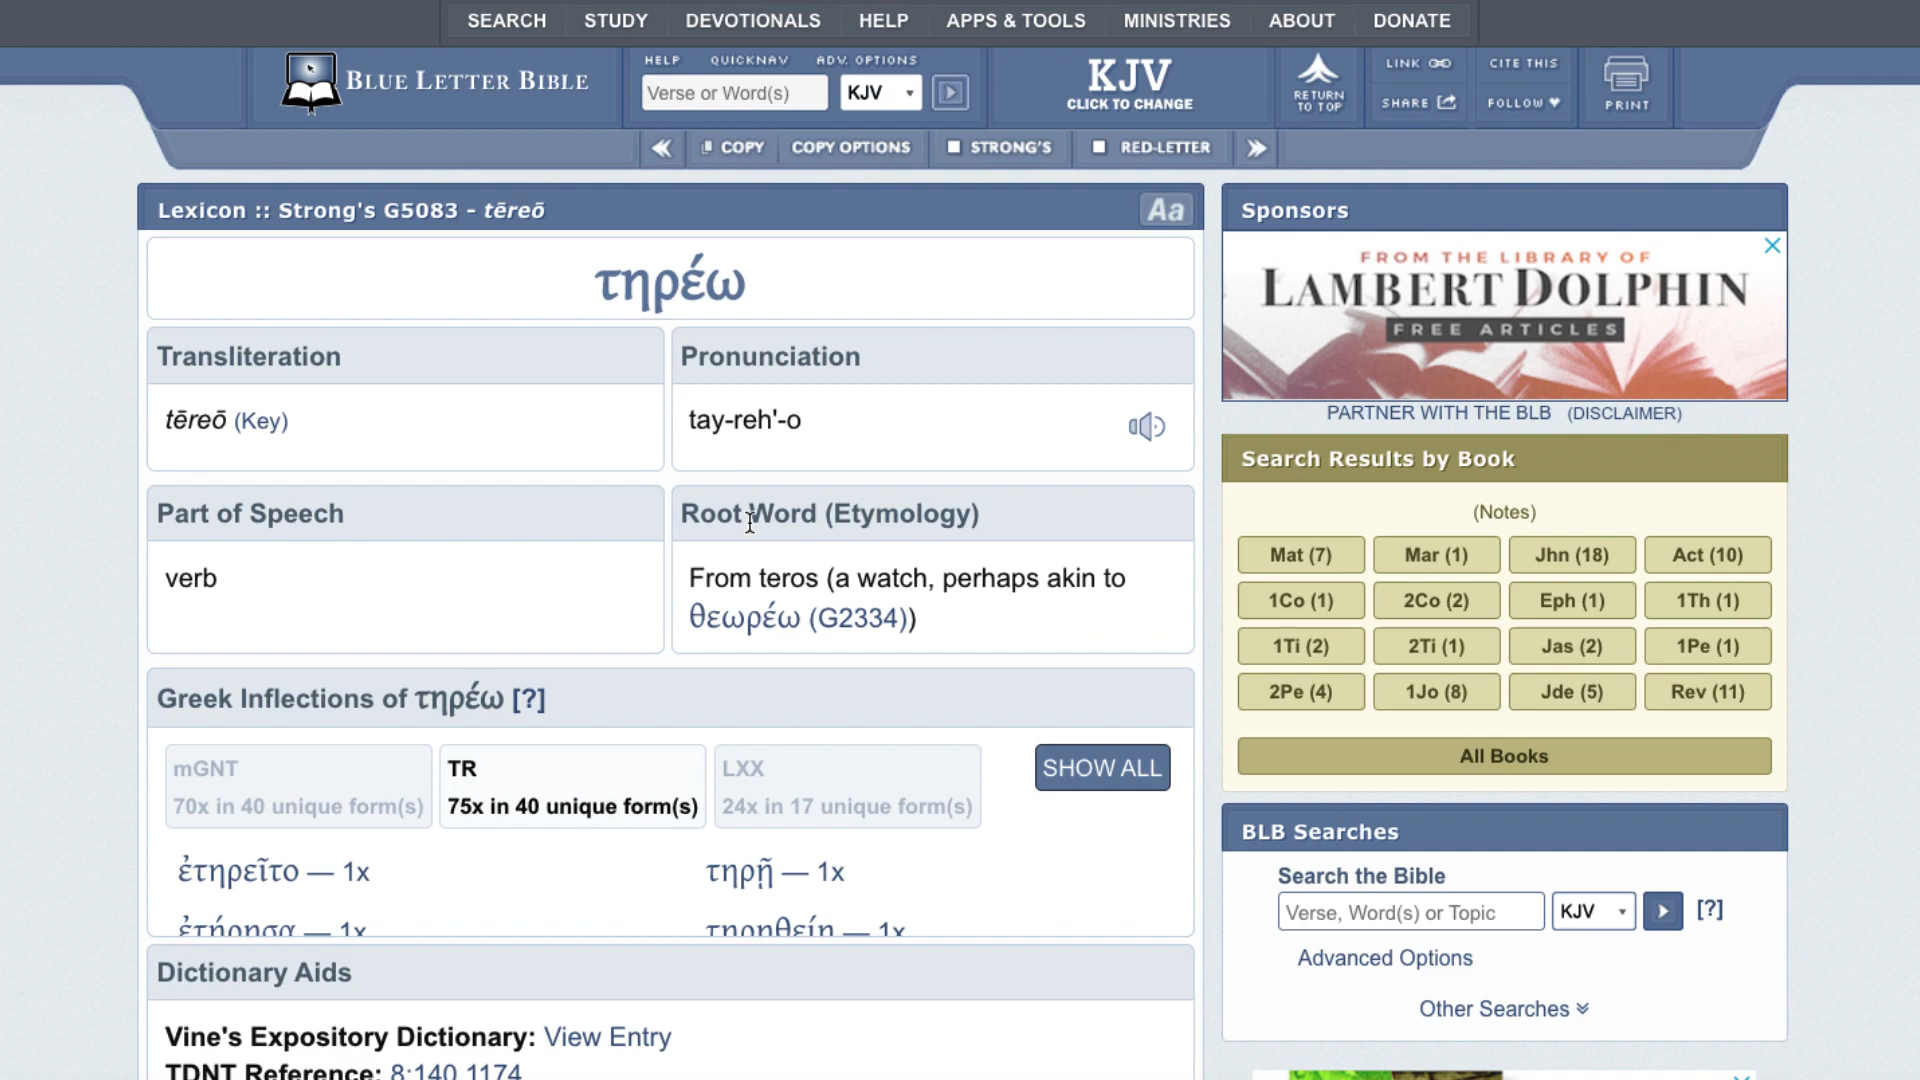 SEARCH STUDY DEVOTIONALS HELP APPS & TOOLS MINISTRIES ABOUT DONATE
BLUE LETTER BIBLE
HELP QUICKNAV ADV. OPTIONS
Verse or Word(s) KJV
KJV
CLICK TO CHANGE
RETURN
TO TOP
LINK
CITE THIS
SHARE
FOLLOW
PRINT
COPY COPY OPTIONS STRONG'S RED-LETTER
Lexicon :: Strong's G5083 - tēreō
Aa
τηρέω
Transliteration
tēreō (Key)
Pronunciation
tay-reh'-o
Part of Speech
verb
Root Word (Etymology)
From teros (a watch, perhaps akin to
θεωρέω (G2334))
Greek Inflections of τηρέω [?]
mGNT
70x in 40 unique form(s)
TR
75x in 40 unique form(s)
LXX
24x in 17 unique form(s)
SHOW ALL
ἐτηρεῖτο — 1x
τηρῇ — 1x
ἐτήρησα — 1x
τηρηθείη — 1x
Dictionary Aids
Vine's Expository Dictionary: View Entry
TDNT Reference: 8:140,1174
Sponsors
FROM THE LIBRARY OF
LAMBERT DOLPHIN
FREE ARTICLES
PARTNER WITH THE BLB (DISCLAIMER)
Search Results by Book
(Notes)
Mat (7) Mar (1) Jhn (18) Act (10)
1Co (1) 2Co (2) Eph (1) 1Th (1)
1Ti (2) 2Ti (1) Jas (2) 1Pe (1)
2Pe (4) 1Jo (8) Jde (5) Rev (11)
All Books
BLB Searches
Search the Bible
Verse, Word(s) or Topic KJV [?]
Advanced Options
Other Searches